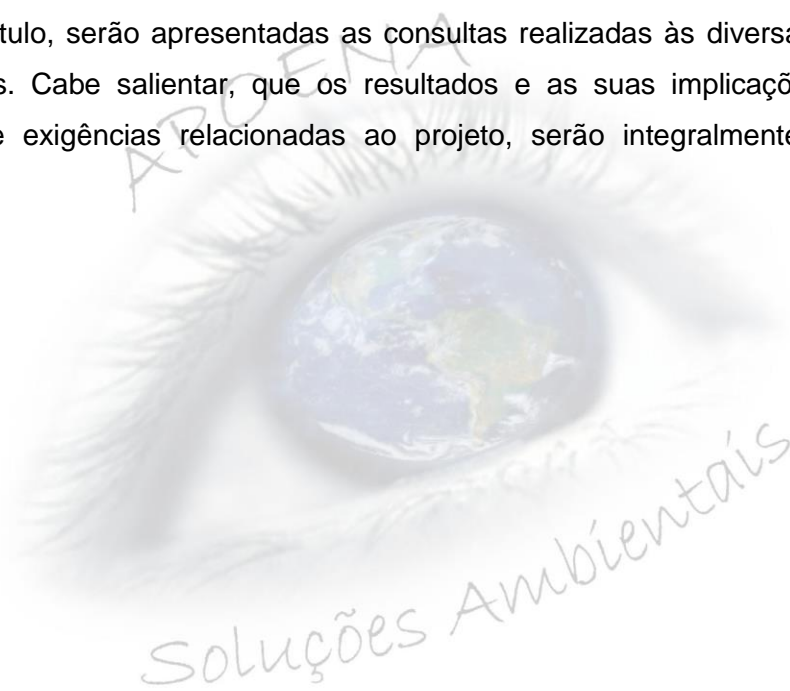 tulo, serão apresentadas as consultas realizadas às diversa
s. Cabe salientar, que os resultados e as suas implicaçõ
e exigências relacionadas ao projeto, serão integralmente
APOENA
Soluções Ambientais